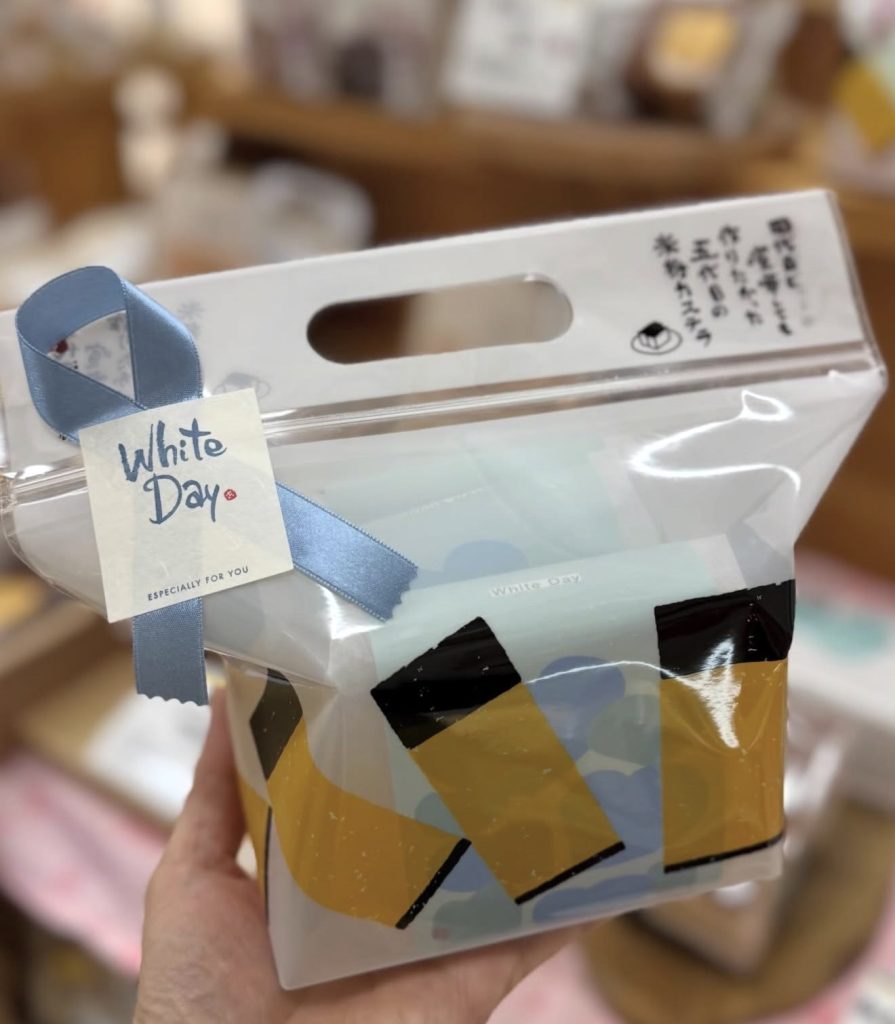 四代目
作りたかった
五代目の
米粉カステラ
White
Day
ESPECIALLY FOR YOU
White Day